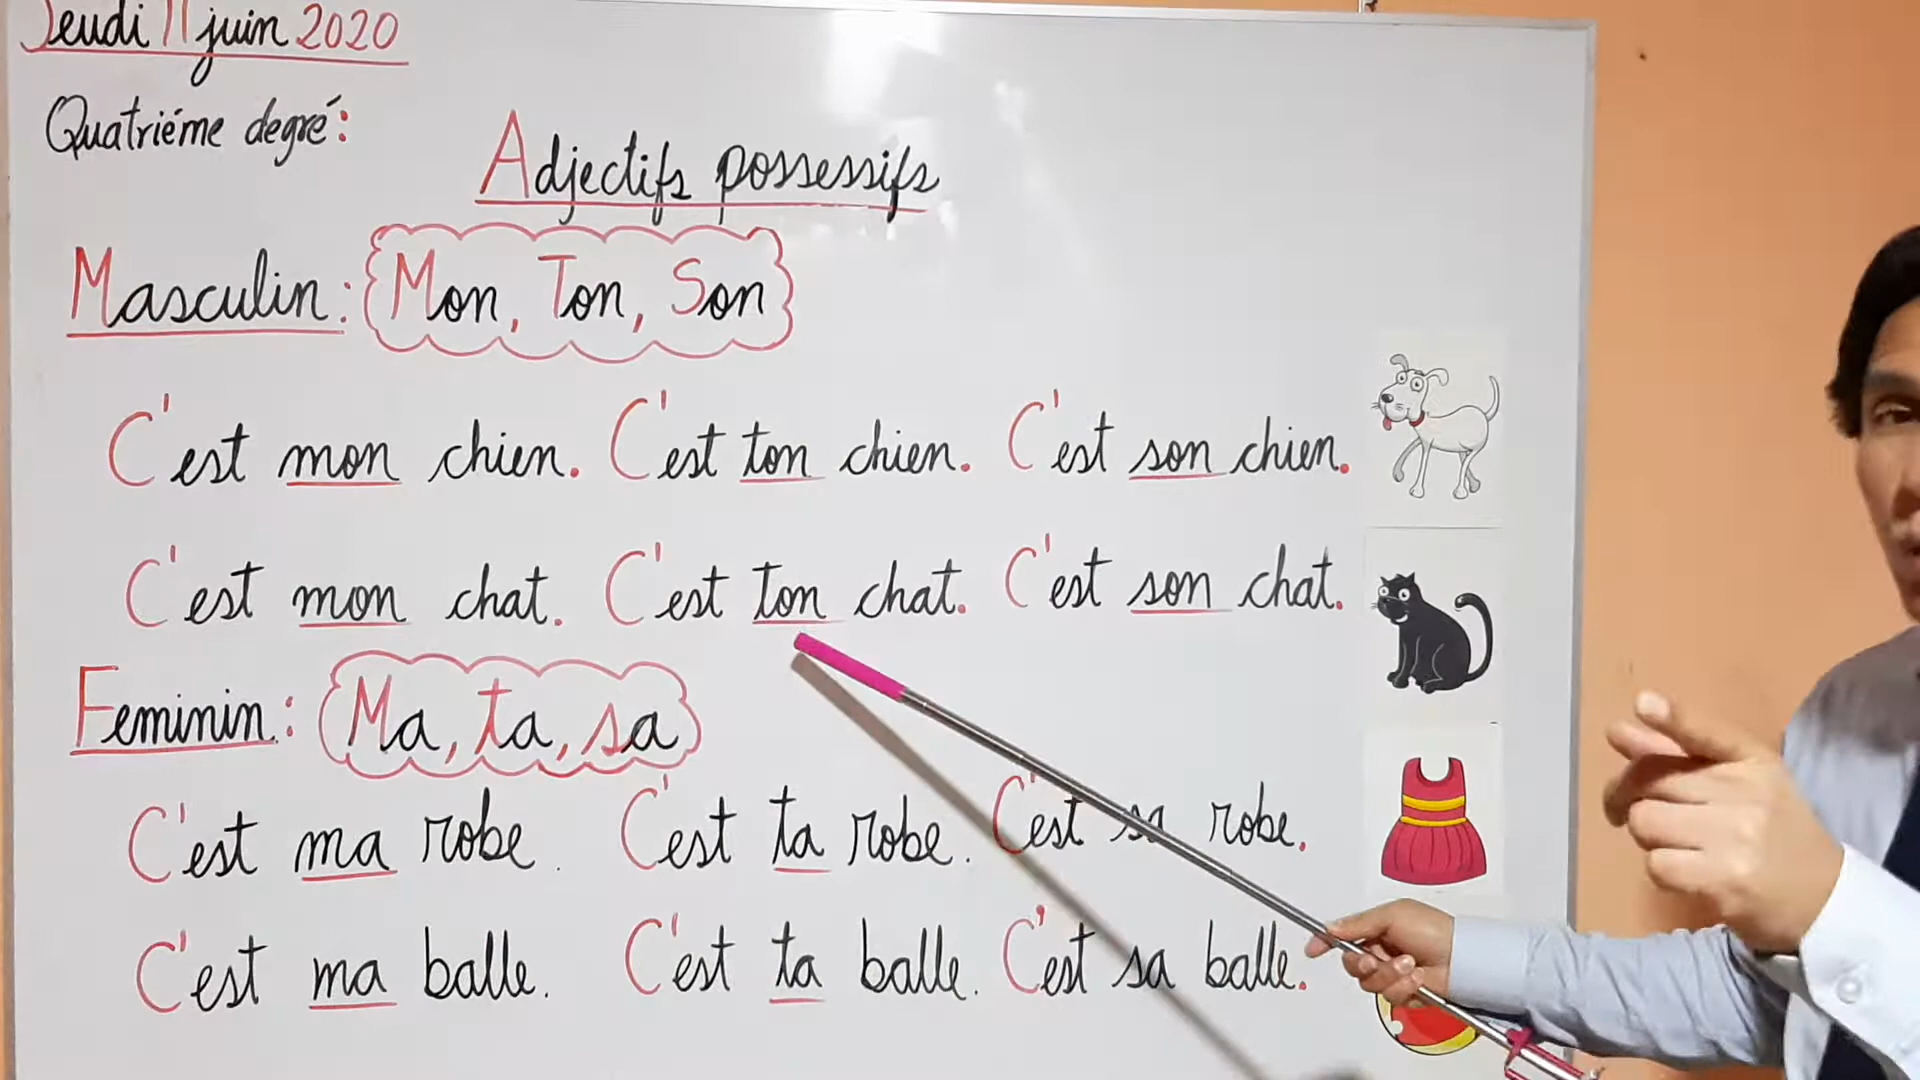 Jeudi 11 juin 2020
Quatriéme degré:
Adjectifs possessifs
Masculin: Mon, Ton, Son
C'est mon chien. C'est ton chien. C'est son chien.
C'est mon chat. C'est ton chat. C'est son chat.
Feminin: Ma, ta, sa
C'est ma robe. C'est ta robe. C'est sa robe.
C'est ma balle. C'est ta balle. C'est sa balle.